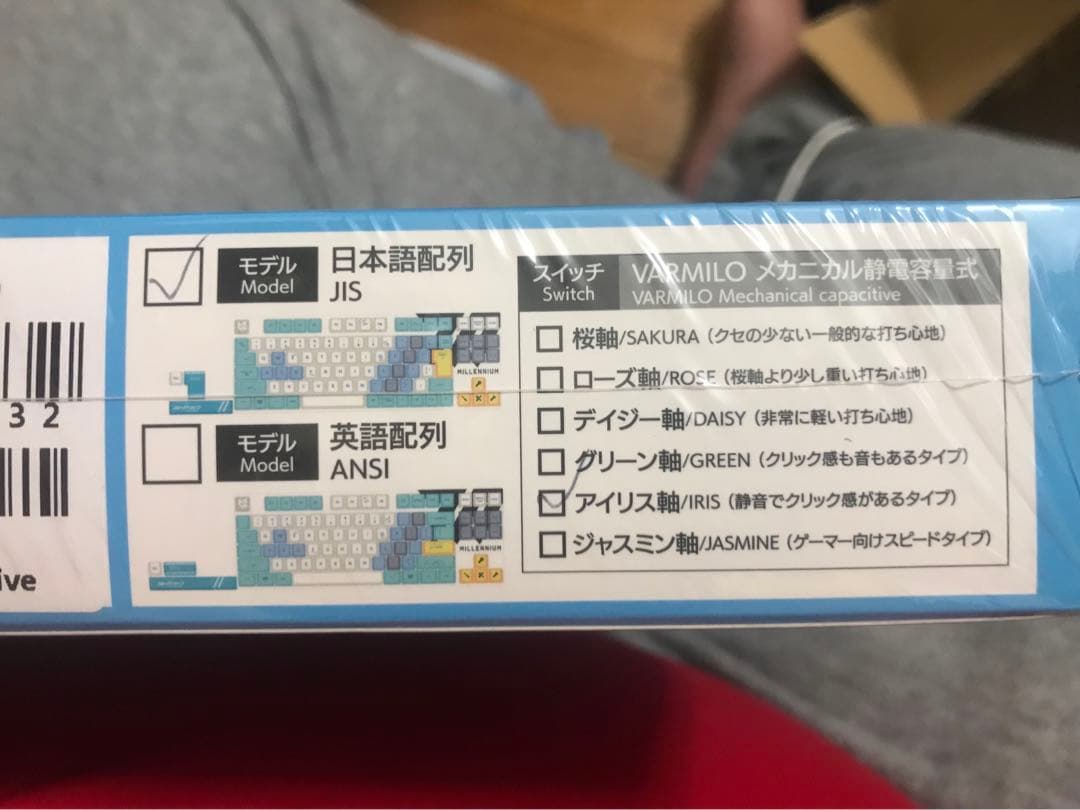 32
ive
モデル
Model
日本語配列
JIS
MILLENNIUM
モデル
Model
英語配列
ANSI
MILLENNIUM
スイッチ
Switch
VARMILO メカニカル静電容量式
VARMILO Mechanical capacitive
桜軸/SAKURA（クセの少ない一般的な打ち心地）
ローズ軸/ROSE（桜軸より少し重い打ち心地）
デイジー軸/DAISY（非常に軽い打ち心地）
グリーン軸/GREEN（クリック感も音もあるタイプ）
アイリス軸/IRIS（静音でクリック感があるタイプ）
ジャスミン軸/JASMINE（ゲーマー向けスピードタイプ）